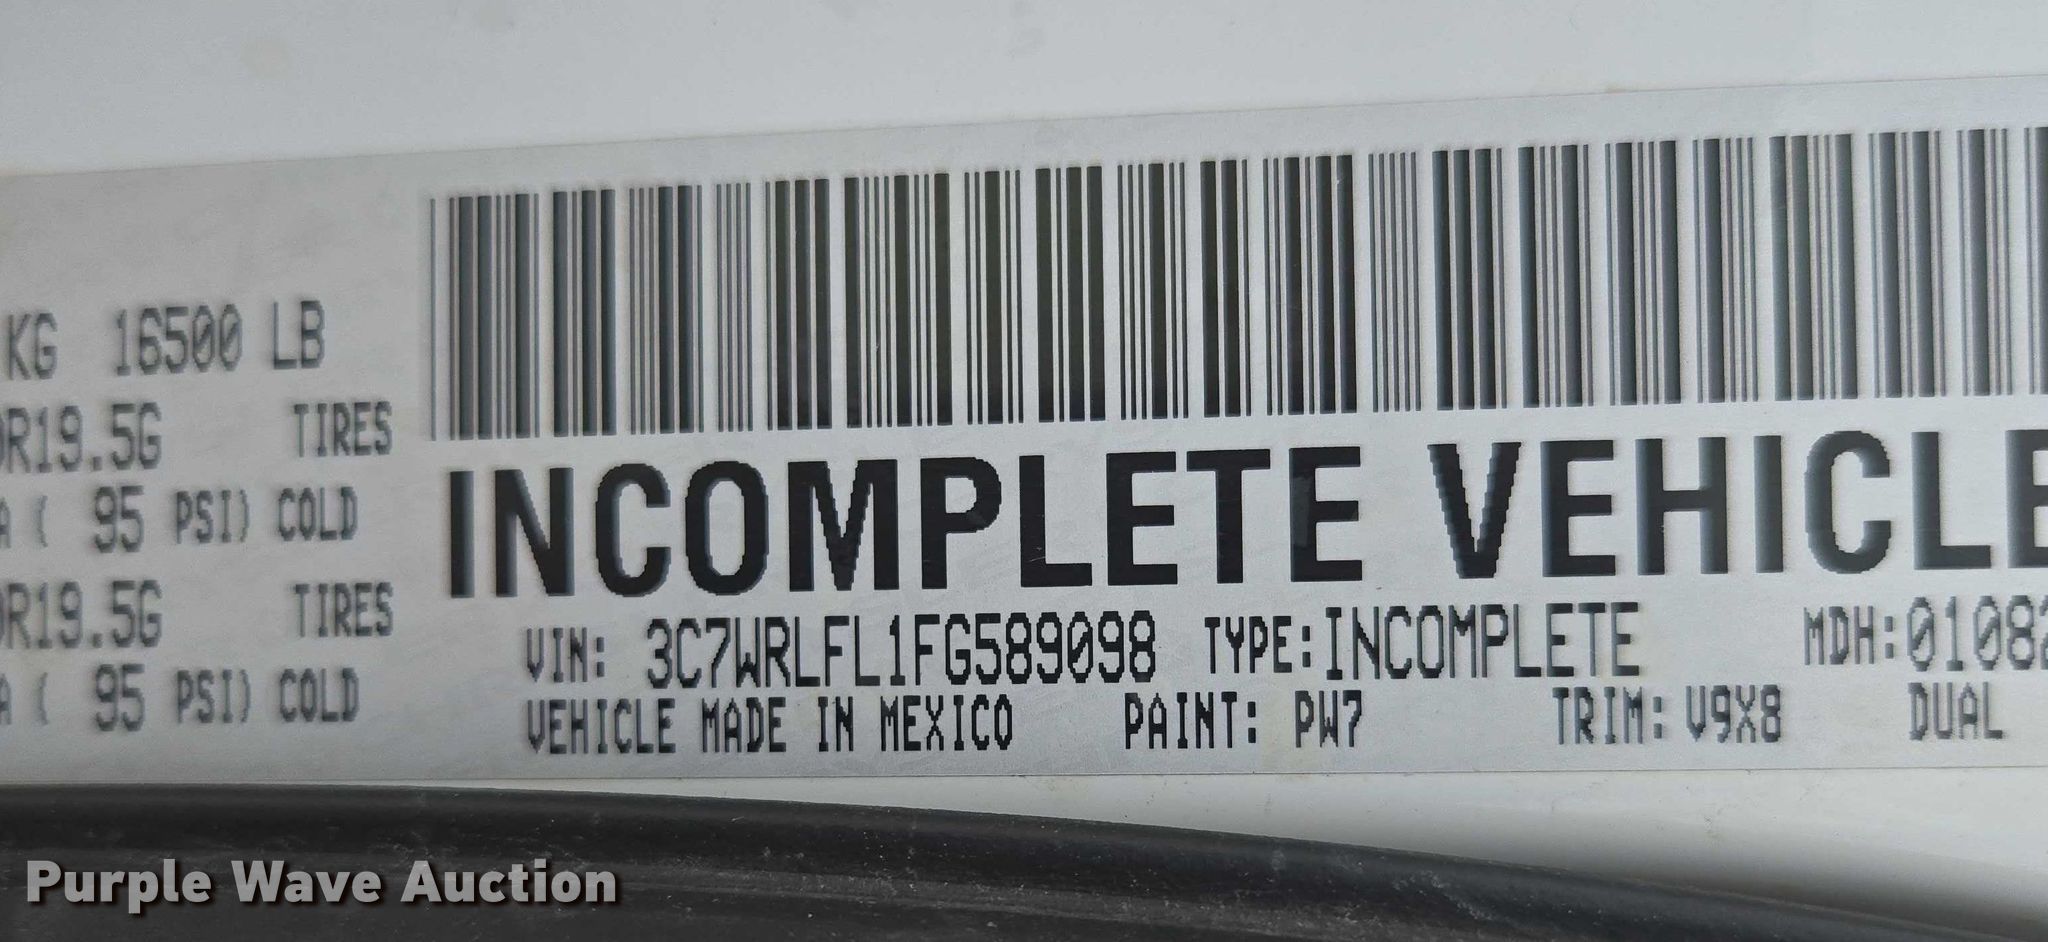 KG 16500 LB
R19.5G TIRES
( 95 PSI) COLD
R19.5G TIRES
( 95 PSI) COLD
INCOMPLETE VEHICLE
VIN: 3C7WRLFL1FG589098 TYPE:INCOMPLETE MDH:01082
VEHICLE MADE IN MEXICO PAINT: PW7 TRIM: V9X8 DUAL
Purple Wave Auction